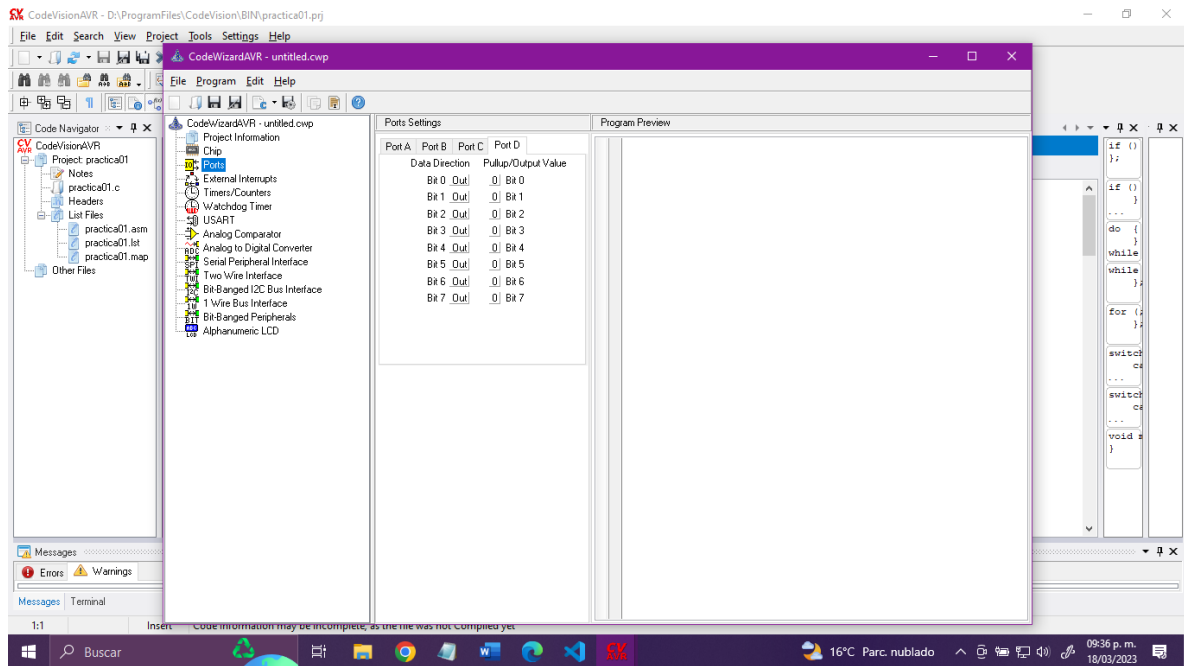 CodeVisionAVR - D:\ProgramFiles\CodeVision\BIN\practica01.prj
File Edit Search View Project Tools Settings Help
CodeWizardAVR - untitled.cwp
File Program Edit Help
Code Navigator
CodeVisionAVR
Project: practica01
Notes
practica01.c
Headers
List Files
practica01.asm
practica01.lst
practica01.map
Other Files
CodeWizardAVR - untitled.cwp
Project Information
Chip
Ports
External Interrupts
Timers/Counters
Watchdog Timer
USART
Analog Comparator
Analog to Digital Converter
Serial Peripheral Interface
Two Wire Interface
Bit-Banged I2C Bus Interface
1 Wire Bus Interface
Bit-Banged Peripherals
Alphanumeric LCD
Ports Settings
Port A Port B Port C Port D
Data Direction Pullup/Output Value
Bit 0 Out 0 Bit 0
Bit 1 Out 0 Bit 1
Bit 2 Out 0 Bit 2
Bit 3 Out 0 Bit 3
Bit 4 Out 0 Bit 4
Bit 5 Out 0 Bit 5
Bit 6 Out 0 Bit 6
Bit 7 Out 0 Bit 7
Program Preview
if ()
};
if ()
}
...
do {
}
while
while
};
for (;
};
switch
ca
...
switch
ca
...
void
}
Messages
Errors Warnings
Messages Terminal
1:1 Insert Code information may be incomplete, as the file was not Compiled yet
Buscar
16°C Parc. nublado
09:36 p. m.
18/03/2023